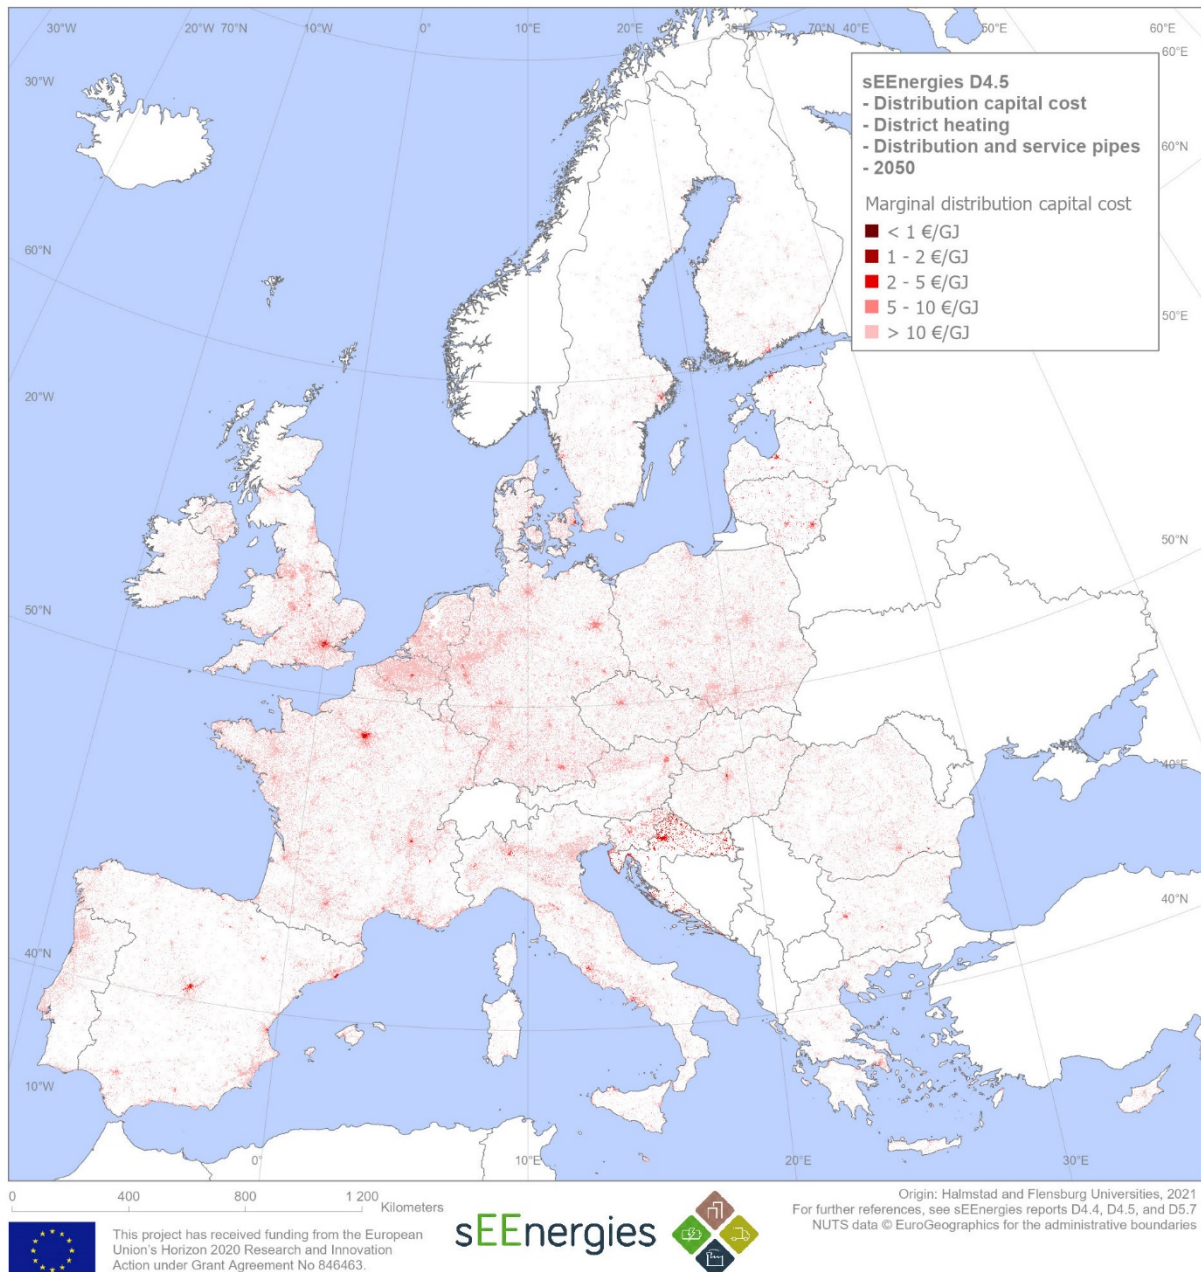 30°W
20°W 70°N
10°W
0°
10°E
20°E
30°E
70°N 40°E
50°E
60°E
60°E
30°W
sEEnergies D4.5
- Distribution capital cost
- District heating
- Distribution and service pipes
- 2050
Marginal distribution capital cost
< 1 €/GJ
1 - 2 €/GJ
2 - 5 €/GJ
5 - 10 €/GJ
> 10 €/GJ
60°N
60°N
50°E
20°W
50°N
50°N
40°E
40°N
40°N
10°W
0°
10°E
20°E
30°E
0 400 800 1 200
Kilometers
This project has received funding from the European
Union's Horizon 2020 Research and Innovation
Action under Grant Agreement No 846463.
sEEnergies
Origin: Halmstad and Flensburg Universities, 2021
For further references, see sEEnergies reports D4.4, D4.5, and D5.7
NUTS data © EuroGeographics for the administrative boundaries